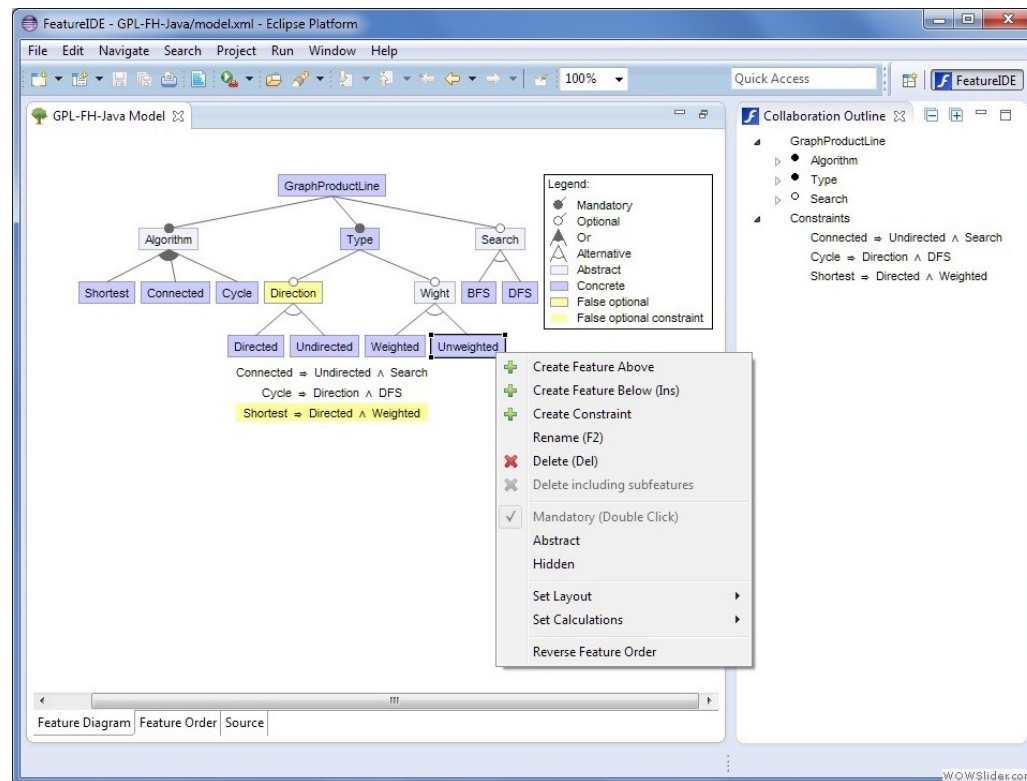 FeatureIDE - GPL-FH-Java/model.xml - Eclipse Platform
File Edit Navigate Search Project Run Window Help
100%
Quick Access
FeatureIDE
GPL-FH-Java Model
GraphProductLine
Algorithm Type Search
Shortest Connected Cycle Direction Wight BFS DFS
Directed Undirected Weighted Unweighted
Connected ⇒ Undirected ∧ Search
Cycle ⇒ Direction ∧ DFS
Shortest ⇒ Directed ∧ Weighted
Legend:
Mandatory
Optional
Or
Alternative
Abstract
Concrete
False optional
False optional constraint
Create Feature Above
Create Feature Below (Ins)
Create Constraint
Rename (F2)
Delete (Del)
Delete including subfeatures
Mandatory (Double Click)
Abstract
Hidden
Set Layout
Set Calculations
Reverse Feature Order
Feature Diagram Feature Order Source
Collaboration Outline
GraphProductLine
Algorithm
Type
Search
Constraints
Connected ⇒ Undirected ∧ Search
Cycle ⇒ Direction ∧ DFS
Shortest ⇒ Directed ∧ Weighted
WOWSlider.com